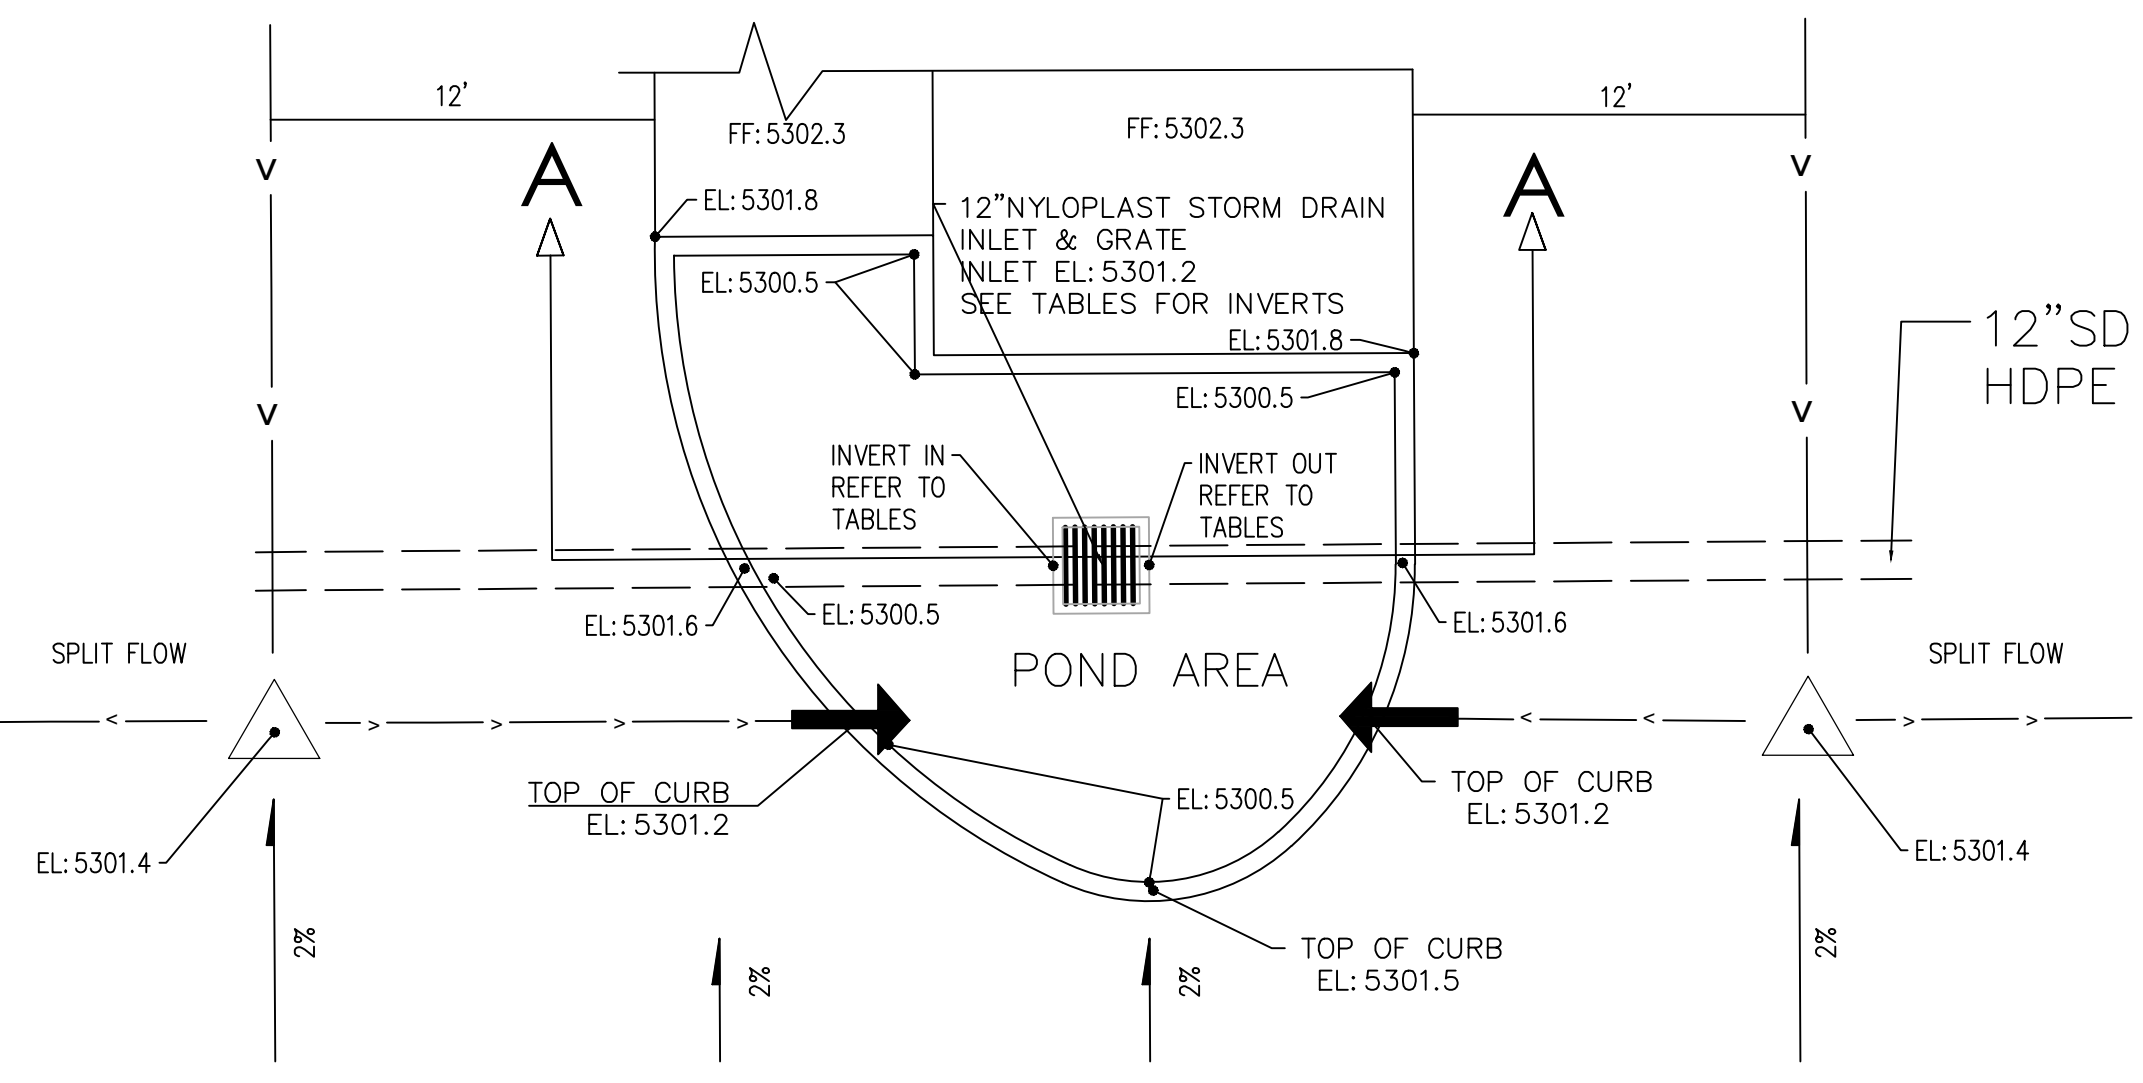 12'
12'
FF: 5302.3
FF: 5302.3
A
A
EL: 5301.8
12"NYLOPLAST STORM DRAIN
INLET & GRATE
INLET EL: 5301.2
SEE TABLES FOR INVERTS
EL: 5300.5
EL: 5301.8
12"SD
HDPE
EL: 5300.5
INVERT IN
REFER TO
TABLES
INVERT OUT
REFER TO
TABLES
EL: 5301.6
EL: 5300.5
EL: 5301.6
SPLIT FLOW
POND AREA
SPLIT FLOW
TOP OF CURB
EL: 5301.2
EL: 5300.5
TOP OF CURB
EL: 5301.2
EL: 5301.4
EL: 5301.4
2%
2%
2%
2%
TOP OF CURB
EL: 5301.5